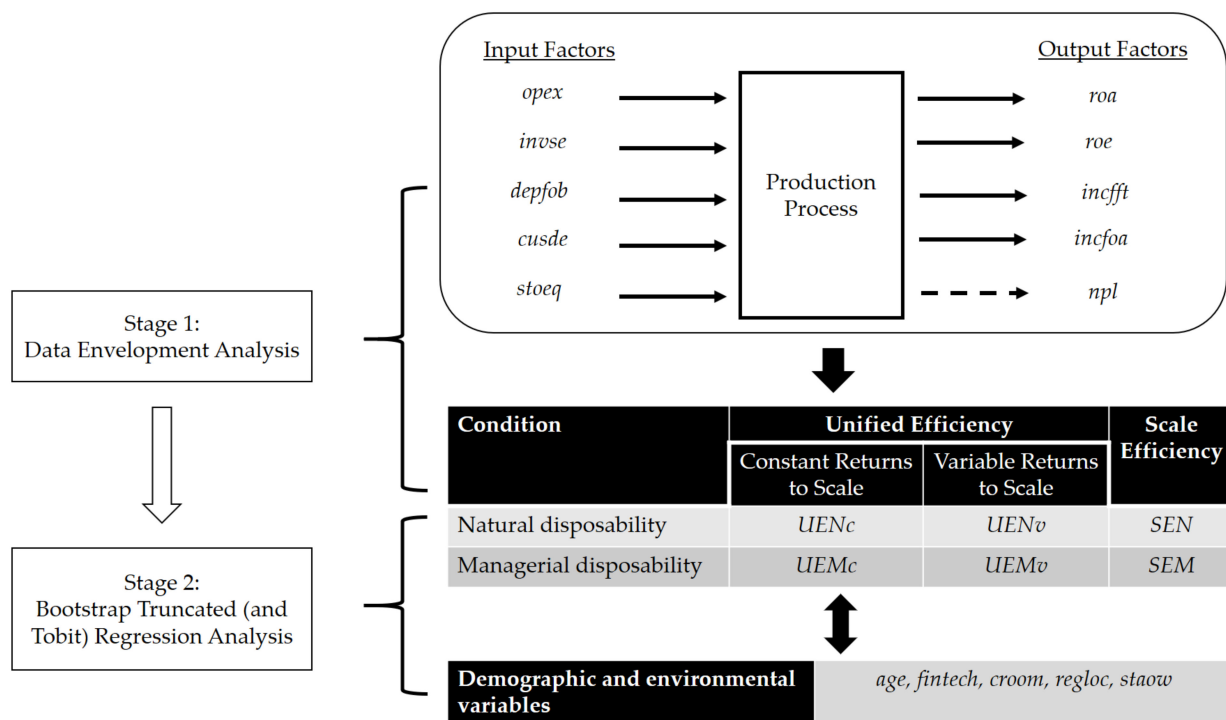 Input Factors
Output Factors
opex
invse
depfob
cusde
stoeq
Production
Process
roa
roe
incfft
incfoa
npl
Stage 1:
Data Envelopment Analysis
Condition
Unified Efficiency
Scale
Efficiency
Constant Returns
to Scale
Variable Returns
to Scale
Natural disposability
UENc
UENv
SEN
Managerial disposability
UEMc
UEMv
SEM
Stage 2:
Bootstrap Truncated (and
Tobit) Regression Analysis
Demographic and environmental
variables
age, fintech, croom, regloc, staow